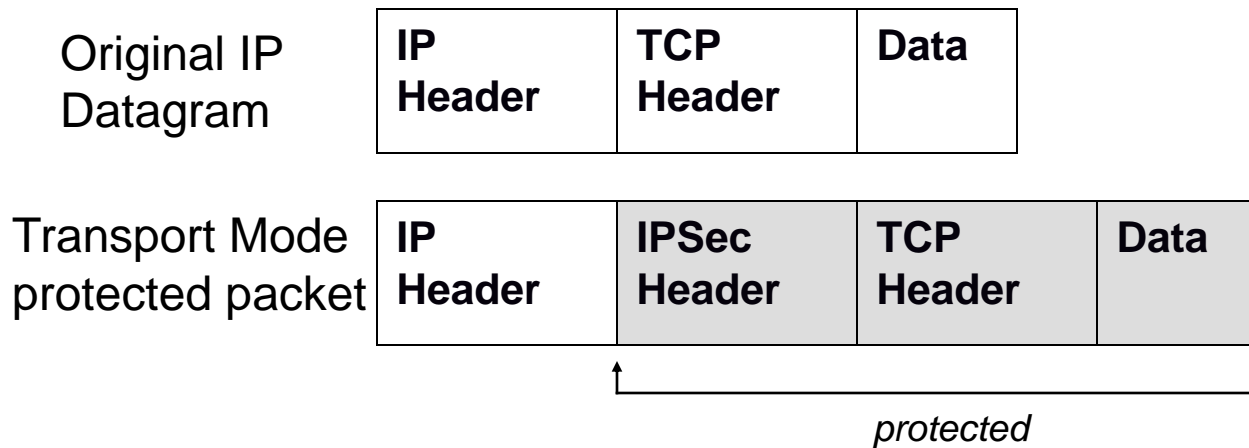 Original IP
Datagram
IP
Header
TCP
Header
Data
Transport Mode
protected packet
IP
Header
IPSec
Header
TCP
Header
Data
protected